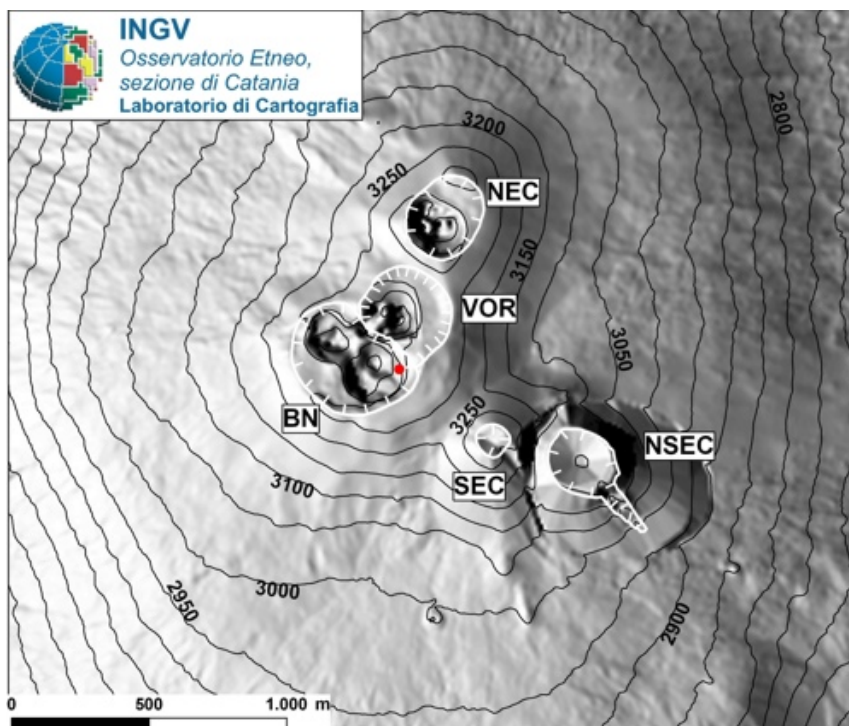 INGV
Osservatorio Etneo,
sezione di Catania
Laboratorio di Cartografia
2800
3200
3250
NEC
3150
VOR
3050
BN
3250
NSEC
SEC
3100
3000
2950
2900
0 500 1.000 m